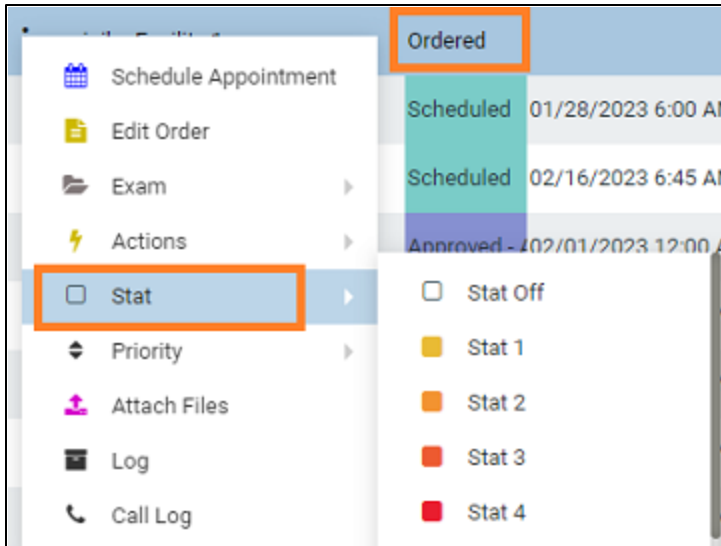 Ordered
Schedule Appointment
Scheduled 01/28/2023 6:00 AM
Edit Order
Scheduled 02/16/2023 6:45 AM
Exam
Actions
Approved - 02/01/2023 12:00
Stat
Stat Off
Stat 1
Priority
Stat 2
Attach Files
Stat 3
Log
Stat 4
Call Log